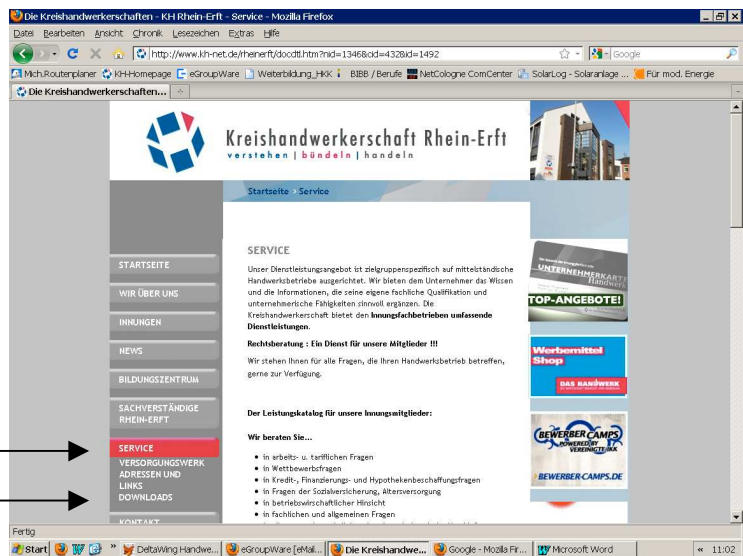 Die Kreishandwerkerschaften - KH Rhein-Erft - Service - Mozilla Firefox
Datei Bearbeiten Ansicht Chronik Lesezeichen Extras Hilfe
http://www.kh-net.de/rheinerft/docdtl.htm?nid=1346&cid=432&id=1492
Google
Mich.Routenplaner KH-Homepage eGroupWare Weiterbildung_HKK BIBB / Berufe NetCologne ComCenter SolarLog - Solaranlage ... Für mod. Energie
Die Kreishandwerkerschaften...
Kreishandwerkerschaft Rhein-Erft
verstehen | bündeln | handeln
Startseite > Service
STARTSEITE
WIR ÜBER UNS
INNUNGEN
NEWS
BILDUNGSZENTRUM
SACHVERSTÄNDIGE
RHEIN-ERFT
SERVICE
VERSORGUNGSWERK
ADRESSEN UND
LINKS
DOWNLOADS
KONTAKT
SERVICE
Unser Dienstleistungsangebot ist zielgruppenspezifisch auf mittelständische
Handwerksbetriebe ausgerichtet. Wir bieten dem Unternehmer das Wissen
und die Informationen, die seine eigene fachliche Qualifikation und
unternehmerische Fähigkeiten sinnvoll ergänzen. Die
Kreishandwerkerschaft bietet den Innungsfachbetrieben umfassende
Dienstleistungen.
Rechtsberatung : Ein Dienst für unsere Mitglieder !!!
Wir stehen Ihnen für alle Fragen, die Ihren Handwerksbetrieb betreffen,
gerne zur Verfügung.
Der Leistungskatalog für unsere Innungsmitglieder:
Wir beraten Sie...
• in arbeits- u. tariflichen Fragen
• in Wettbewerbsfragen
• in Kredit-, Finanzierungs- und Hypothekenbeschaffungsfragen
• in Fragen der Sozialversicherung, Altersversorgung
• in betriebswirtschaftlicher Hinsicht
• in fachlichen und allgemeinen Fragen
UNTERNEHMERKARTE
Handwerk
TOP-ANGEBOTE!
Werbemittel
Shop
DAS HANDWERK
BEWERBER CAMPS
POWERED BY
VEREINIGTE IKK
BEWERBER-CAMPS.DE
Fertig
Start » DeltaWing Handwe... eGroupWare [eMail... Die Kreishandwe... Google - Mozilla Fir... Microsoft Word « 11:02